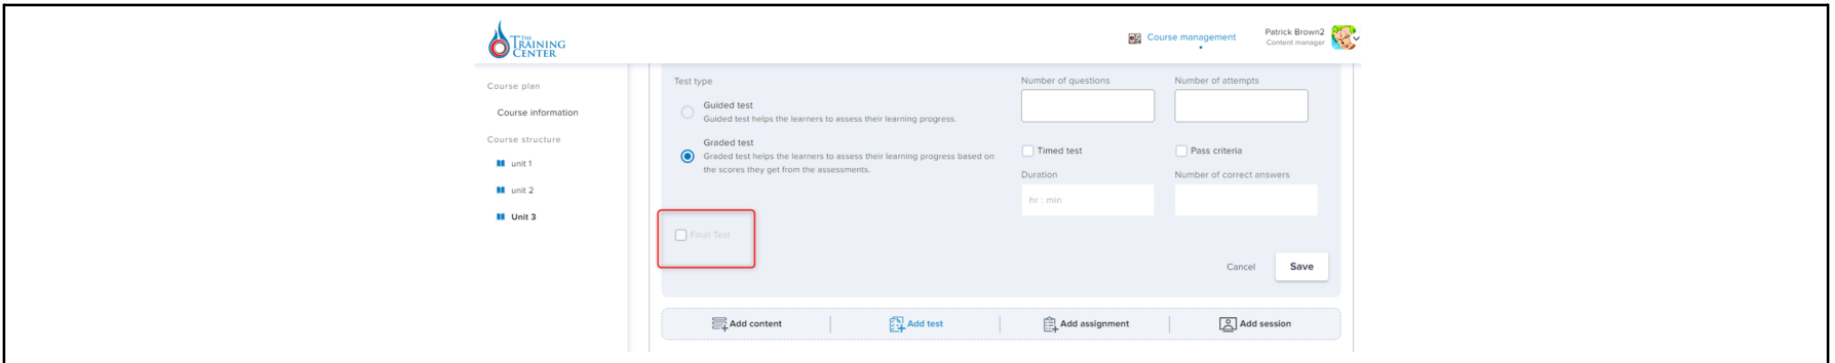 THE
TRAINING
CENTER
Course management
Patrick Brown2
Content manager
Course plan
Course information
Course structure
unit 1
unit 2
Unit 3
Test type
Guided test
Guided test helps the learners to assess their learning progress.
Graded test
Graded test helps the learners to assess their learning progress based on
the scores they get from the assessments.
Final Test
Number of questions
Number of attempts
Timed test
Pass criteria
Duration
Number of correct answers
hr : min
Cancel
Save
Add content
Add test
Add assignment
Add session